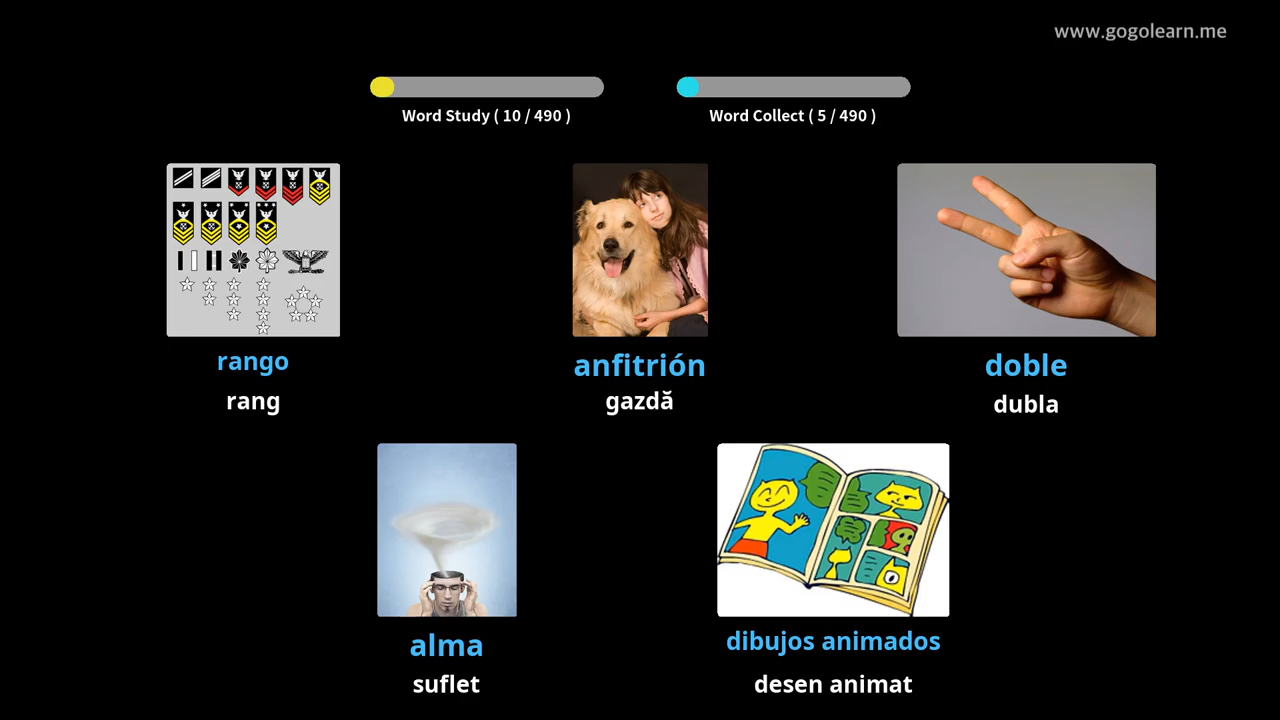 www.gogolearn.me
Word Study ( 10 / 490 )
Word Collect ( 5 / 490 )
rango
rang
anfitrión
gazdă
doble
dubla
alma
suflet
dibujos animados
desen animat